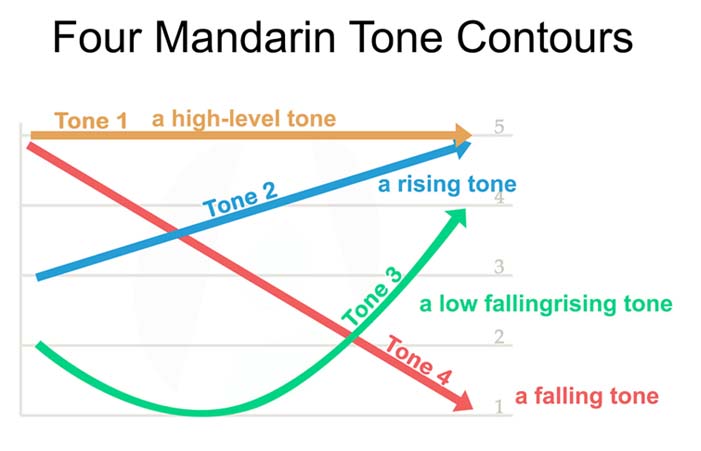 Four Mandarin Tone Contours
Tone 1 a high-level tone
5
Tone 2
a rising tone
4
3
Tone 3
a low fallingrising tone
2
Tone 4
1
a falling tone